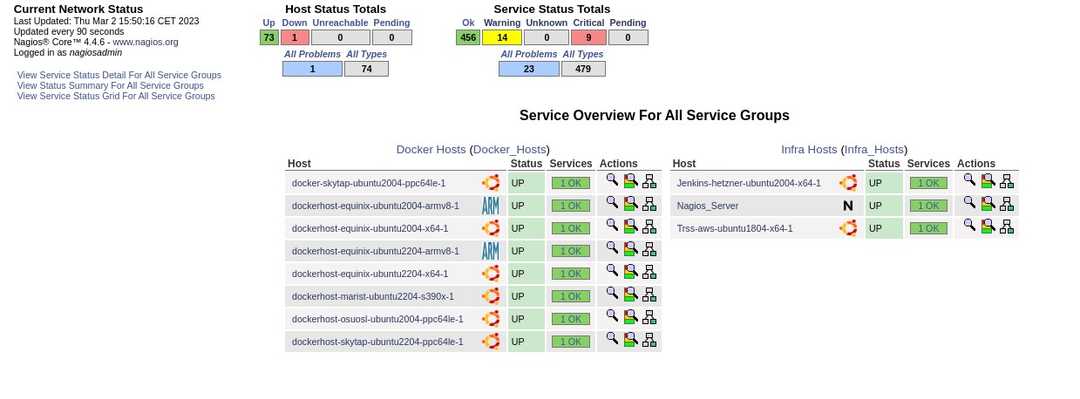 Current Network Status
Last Updated: Thu Mar 2 15:50:16 CET 2023
Updated every 90 seconds
Nagios® Core™ 4.4.6 - www.nagios.org
Logged in as nagiosadmin
View Service Status Detail For All Service Groups
View Status Summary For All Service Groups
View Service Status Grid For All Service Groups
Host Status Totals
Up Down Unreachable Pending
73 1 0 0
All Problems All Types
1 74
Service Status Totals
Ok Warning Unknown Critical Pending
456 14 0 9 0
All Problems All Types
23 479
Service Overview For All Service Groups
Docker Hosts (Docker_Hosts)
Host Status Services Actions
docker-skytap-ubuntu2004-ppc64le-1 UP 1 OK
dockerhost-equinix-ubuntu2004-armv8-1 ARM UP 1 OK
dockerhost-equinix-ubuntu2004-x64-1 UP 1 OK
dockerhost-equinix-ubuntu2204-armv8-1 ARM UP 1 OK
dockerhost-equinix-ubuntu2204-x64-1 UP 1 OK
dockerhost-marist-ubuntu2204-s390x-1 UP 1 OK
dockerhost-osuosl-ubuntu2004-ppc64le-1 UP 1 OK
dockerhost-skytap-ubuntu2204-ppc64le-1 UP 1 OK
Infra Hosts (Infra_Hosts)
Host Status Services Actions
Jenkins-hetzner-ubuntu2004-x64-1 UP 1 OK
Nagios_Server N UP 1 OK
Trss-aws-ubuntu1804-x64-1 UP 1 OK